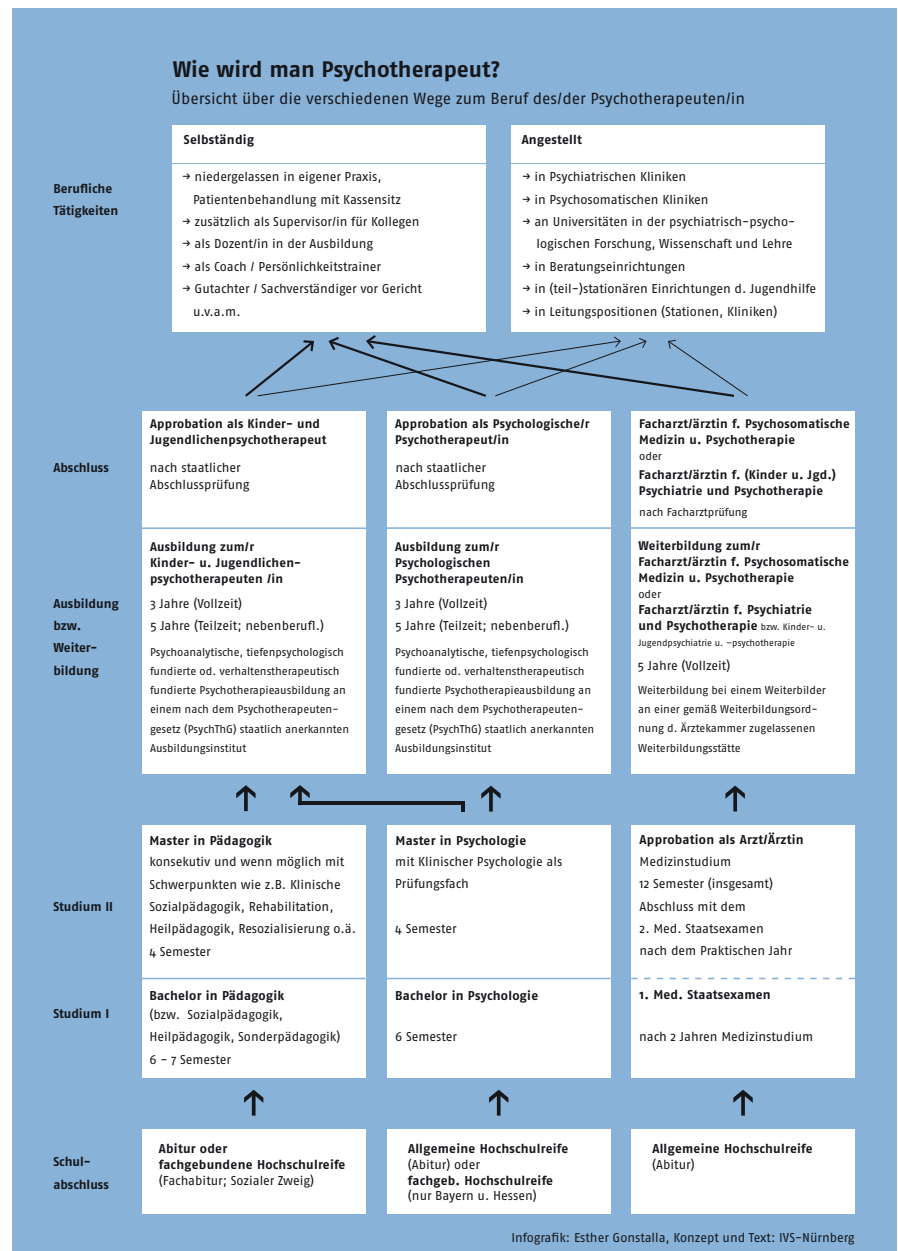 Wie wird man Psychotherapeut?
Übersicht über die verschiedenen Wege zum Beruf des/der Psychotherapeuten/in
Berufliche
Tätigkeiten
Selbständig
→ niedergelassen in eigener Praxis,
Patientenbehandlung mit Kassensitz
→ zusätzlich als Supervisor/in für Kollegen
→ als Dozent/in in der Ausbildung
→ als Coach / Persönlichkeitstrainer
→ Gutachter / Sachverständiger vor Gericht
u.v.a.m.
Angestellt
→ in Psychiatrischen Kliniken
→ in Psychosomatischen Kliniken
→ an Universitäten in der psychiatrisch-psycho-
logischen Forschung, Wissenschaft und Lehre
→ in Beratungseinrichtungen
→ in (teil-)stationären Einrichtungen d. Jugendhilfe
→ in Leitungspositionen (Stationen, Kliniken)
Abschluss
Approbation als Kinder- und
Jugendlichenpsychotherapeut
nach staatlicher
Abschlussprüfung
Approbation als Psychologische/r
Psychotherapeut/in
nach staatlicher
Abschlussprüfung
Facharzt/ärztin f. Psychosomatische
Medizin u. Psychotherapie
oder
Facharzt/ärztin f. (Kinder u. Jgd.)
Psychiatrie und Psychotherapie
nach Facharztprüfung
Ausbildung
bzw.
Weiter-
bildung
Ausbildung zum/r
Kinder- u. Jugendlichen-
psychotherapeuten /in
3 Jahre (Vollzeit)
5 Jahre (Teilzeit; nebenberufl.)
Psychoanalytische, tiefenpsychologisch
fundierte od. verhaltenstherapeutisch
fundierte Psychotherapieausbildung an
einem nach dem Psychotherapeuten-
gesetz (PsychThG) staatlich anerkannten
Ausbildungsinstitut
Ausbildung zum/r
Psychologischen
Psychotherapeuten/in
3 Jahre (Vollzeit)
5 Jahre (Teilzeit; nebenberufl.)
Psychoanalytische, tiefenpsychologisch
fundierte od. verhaltenstherapeutisch
fundierte Psychotherapieausbildung an
einem nach dem Psychotherapeuten-
gesetz (PsychThG) staatlich anerkannten
Ausbildungsinstitut
Weiterbildung zum/r
Facharzt/ärztin f. Psychosomatische
Medizin u. Psychotherapie
oder
Facharzt/ärztin f. Psychiatrie
und Psychotherapie bzw. Kinder- u.
Jugendpsychiatrie u. -psychotherapie
5 Jahre (Vollzeit)
Weiterbildung bei einem Weiterbilder
an einer gemäß Weiterbildungsord-
nung d. Ärztekammer zugelassenen
Weiterbildungsstätte
Studium II
Master in Pädagogik
konsekutiv und wenn möglich mit
Schwerpunkten wie z.B. Klinische
Sozialpädagogik, Rehabilitation,
Heilpädagogik, Resozialisierung o.ä.
4 Semester
Master in Psychologie
mit Klinischer Psychologie als
Prüfungsfach
4 Semester
Approbation als Arzt/Ärztin
Medizinstudium
12 Semester (insgesamt)
Abschluss mit dem
2. Med. Staatsexamen
nach dem Praktischen Jahr
Studium I
Bachelor in Pädagogik
(bzw. Sozialpädagogik,
Heilpädagogik, Sonderpädagogik)
6 - 7 Semester
Bachelor in Psychologie
6 Semester
1. Med. Staatsexamen
nach 2 Jahren Medizinstudium
Schul-
abschluss
Abitur oder
fachgebundene Hochschulreife
(Fachabitur; Sozialer Zweig)
Allgemeine Hochschulreife
(Abitur) oder
fachgeb. Hochschulreife
(nur Bayern u. Hessen)
Allgemeine Hochschulreife
(Abitur)
Infografik: Esther Gonstalla, Konzept und Text: IVS-Nürnberg